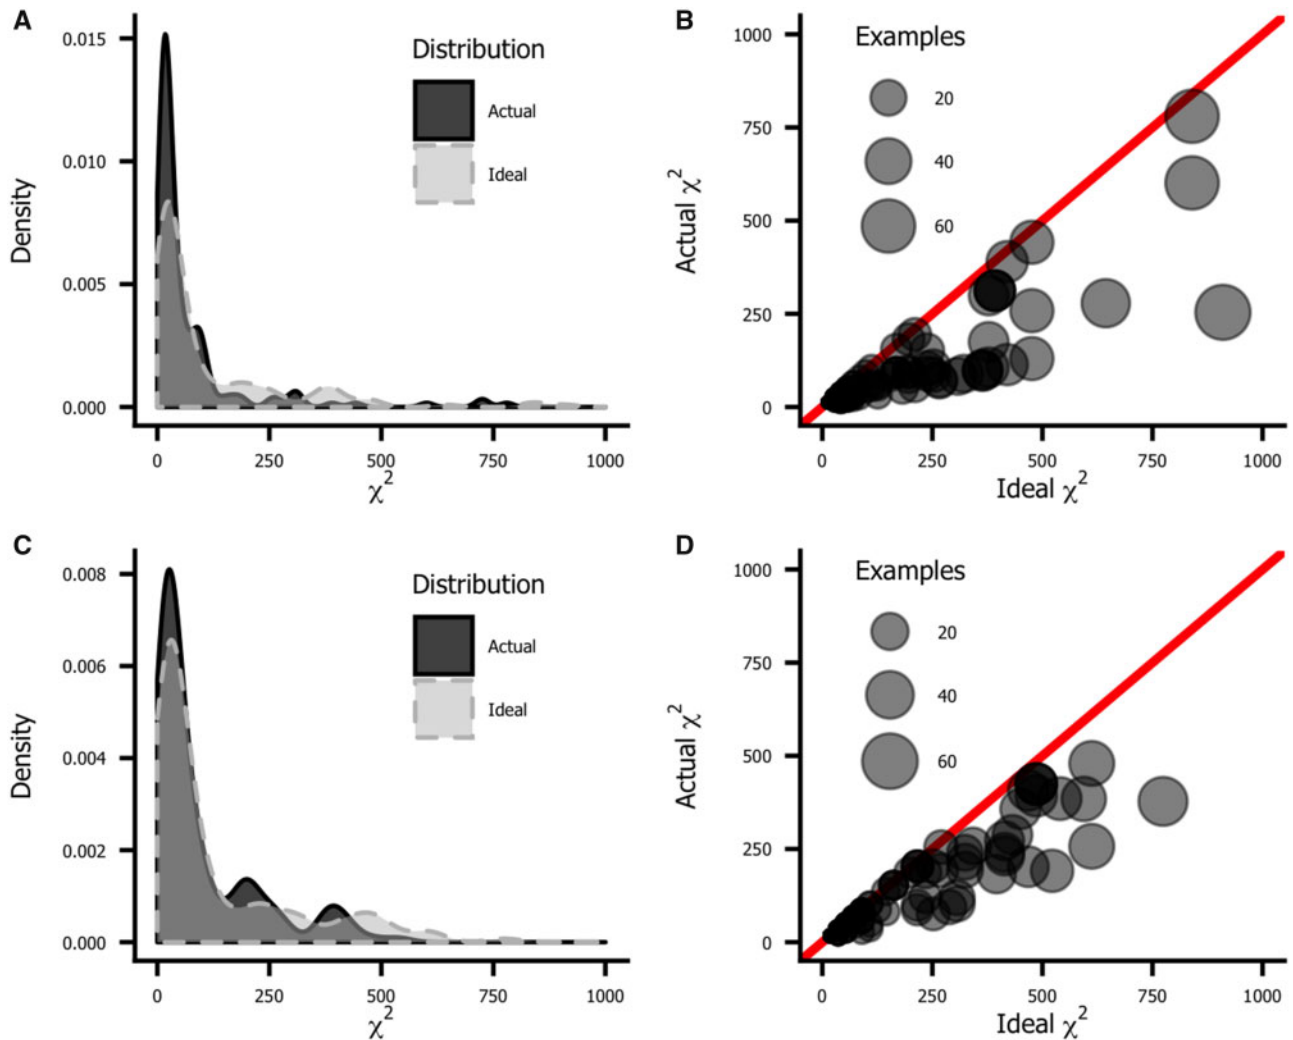 A
Density
0.015
0.010
0.005
0.000
Distribution
Actual
Ideal
0 250 500 750 1000
χ2
B
Actual χ2
1000
750
500
250
0
Examples
20
40
60
0 250 500 750 1000
Ideal χ2
C
Density
0.008
0.006
0.004
0.002
0.000
Distribution
Actual
Ideal
0 250 500 750 1000
χ2
D
Actual χ2
1000
750
500
250
0
Examples
20
40
60
0 250 500 750 1000
Ideal χ2